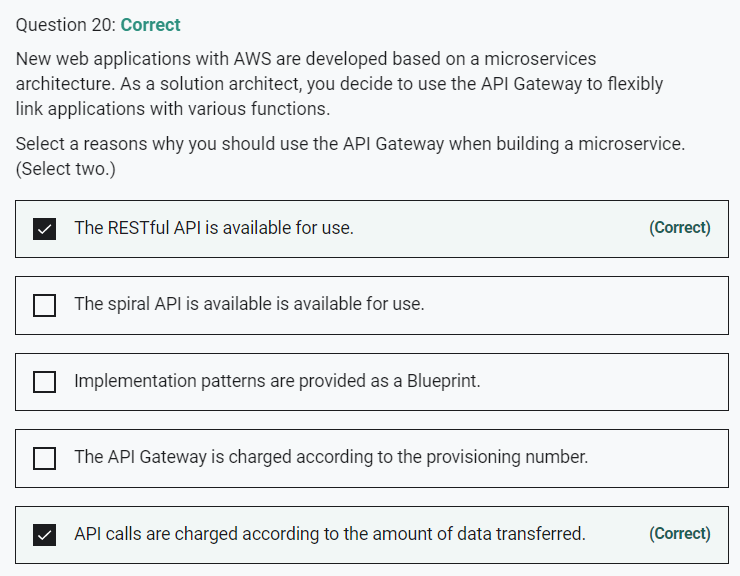 Question 20: Correct
New web applications with AWS are developed based on a microservices
architecture. As a solution architect, you decide to use the API Gateway to flexibly
link applications with various functions.
Select a reasons why you should use the API Gateway when building a microservice.
(Select two.)
The RESTful API is available for use. (Correct)
The spiral API is available is available for use.
Implementation patterns are provided as a Blueprint.
The API Gateway is charged according to the provisioning number.
API calls are charged according to the amount of data transferred. (Correct)